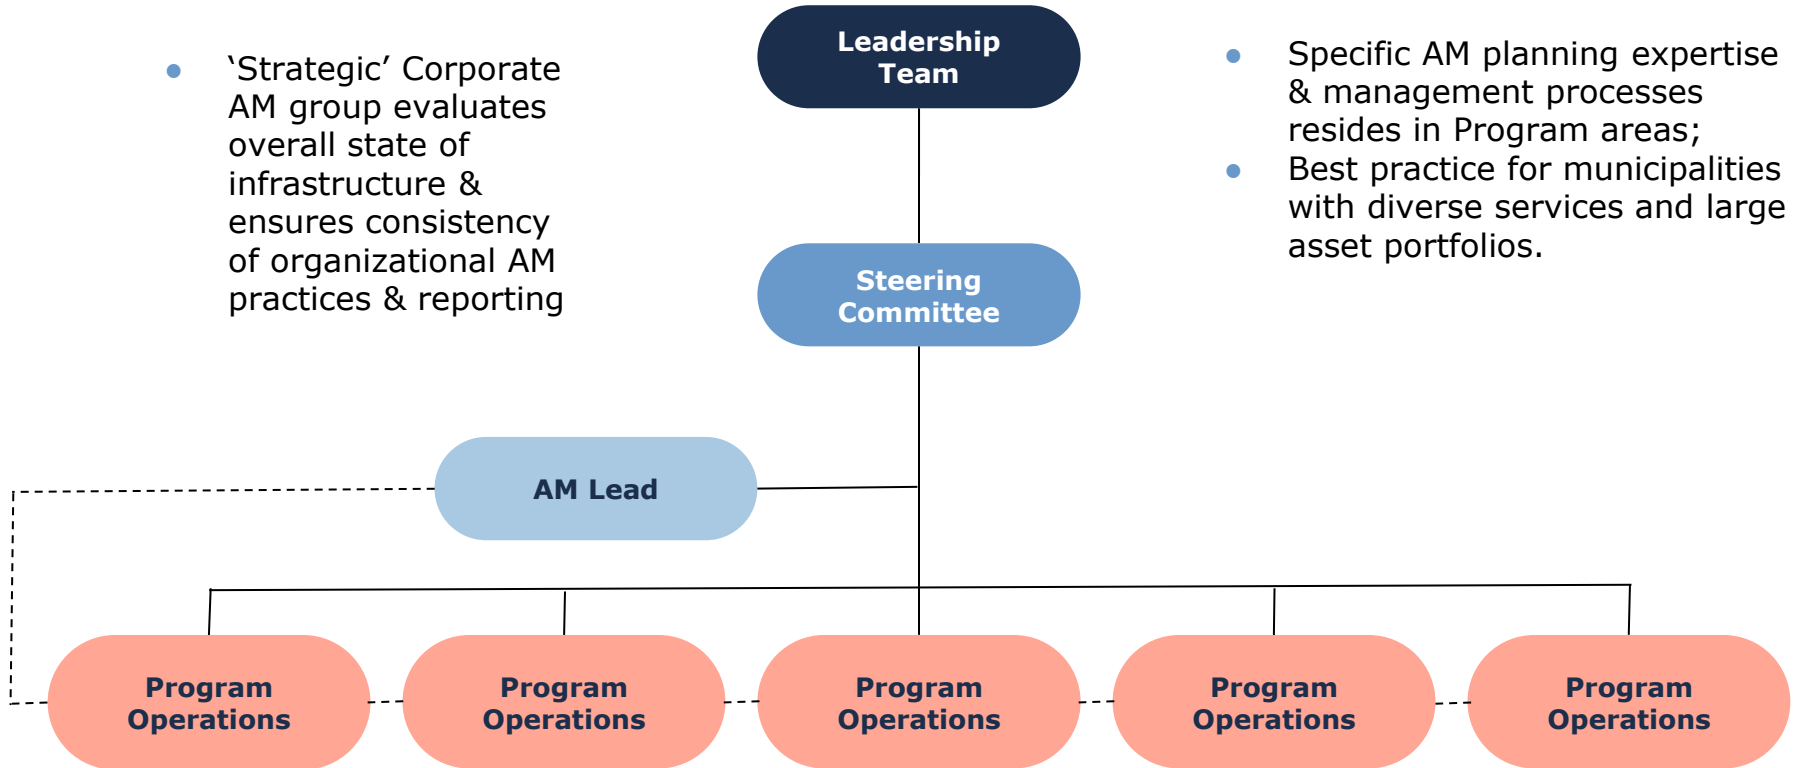 ‘Strategic’ Corporate
AM group evaluates
overall state of
infrastructure &
ensures consistency
of organizational AM
practices & reporting
Leadership
Team
Specific AM planning expertise
& management processes
resides in Program areas;
Best practice for municipalities
with diverse services and large
asset portfolios.
Steering
Committee
AM Lead
Program
Operations
Program
Operations
Program
Operations
Program
Operations
Program
Operations